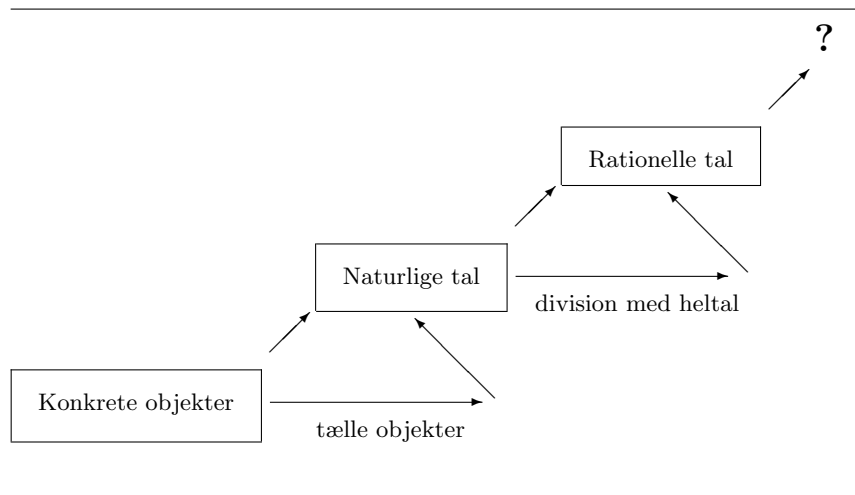 ?
Rationelle tal
Naturlige tal
division med heltal
Konkrete objekter
tælle objekter